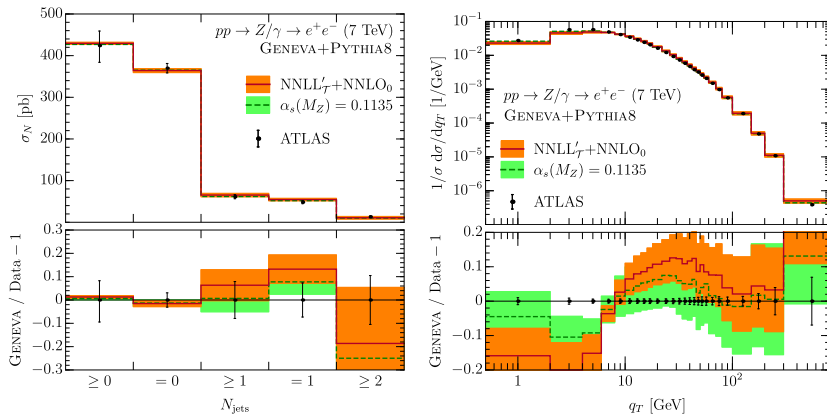 pp → Z/γ → e⁺e⁻ (7 TeV)
GENEVA+PYTHIA8
NNLL′_𝒯+NNLO₀
α_s(M_Z) = 0.1135
ATLAS
σ_N [pb]
500
400
300
200
100
0
GENEVA / Data − 1
0.3
0.2
0.1
0
−0.1
−0.2
−0.3
≥ 0
= 0
≥ 1
= 1
≥ 2
N_jets
pp → Z/γ → e⁺e⁻ (7 TeV)
GENEVA+PYTHIA8
NNLL′_𝒯+NNLO₀
α_s(M_Z) = 0.1135
ATLAS
1/σ dσ/dq_T [1/GeV]
10⁻¹
10⁻²
10⁻³
10⁻⁴
10⁻⁵
10⁻⁶
GENEVA / Data − 1
0.2
0.1
0
−0.1
−0.2
1
10
10²
q_T [GeV]